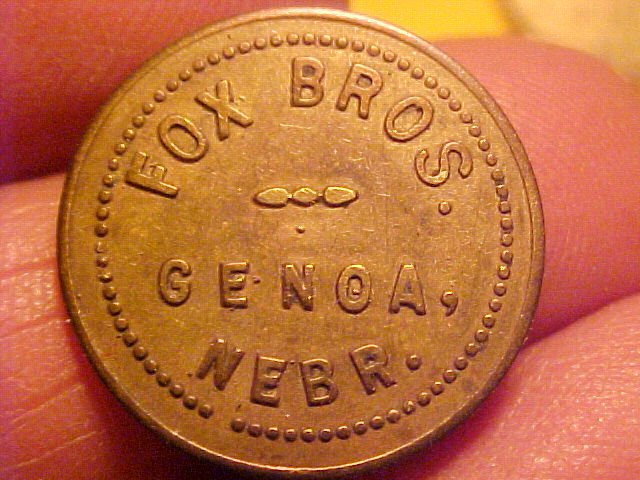 FOX BROS.
GENOA,
NEBR.